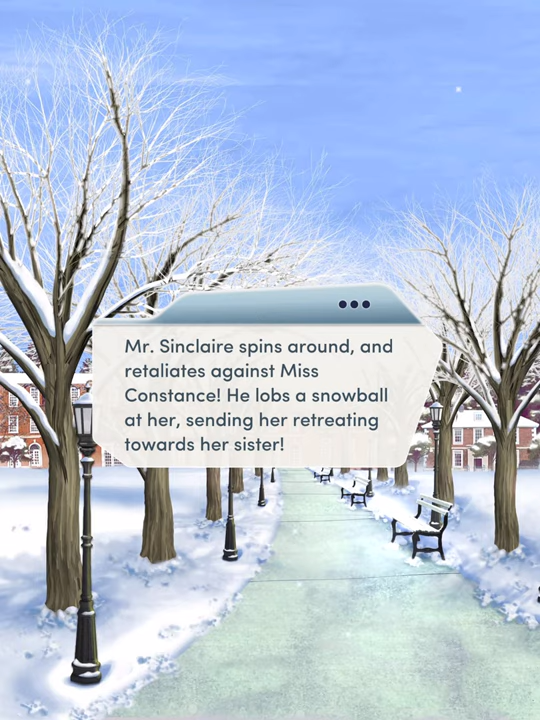 Mr. Sinclaire spins around, and
retaliates against Miss
Constance! He lobs a snowball
at her, sending her retreating
towards her sister!